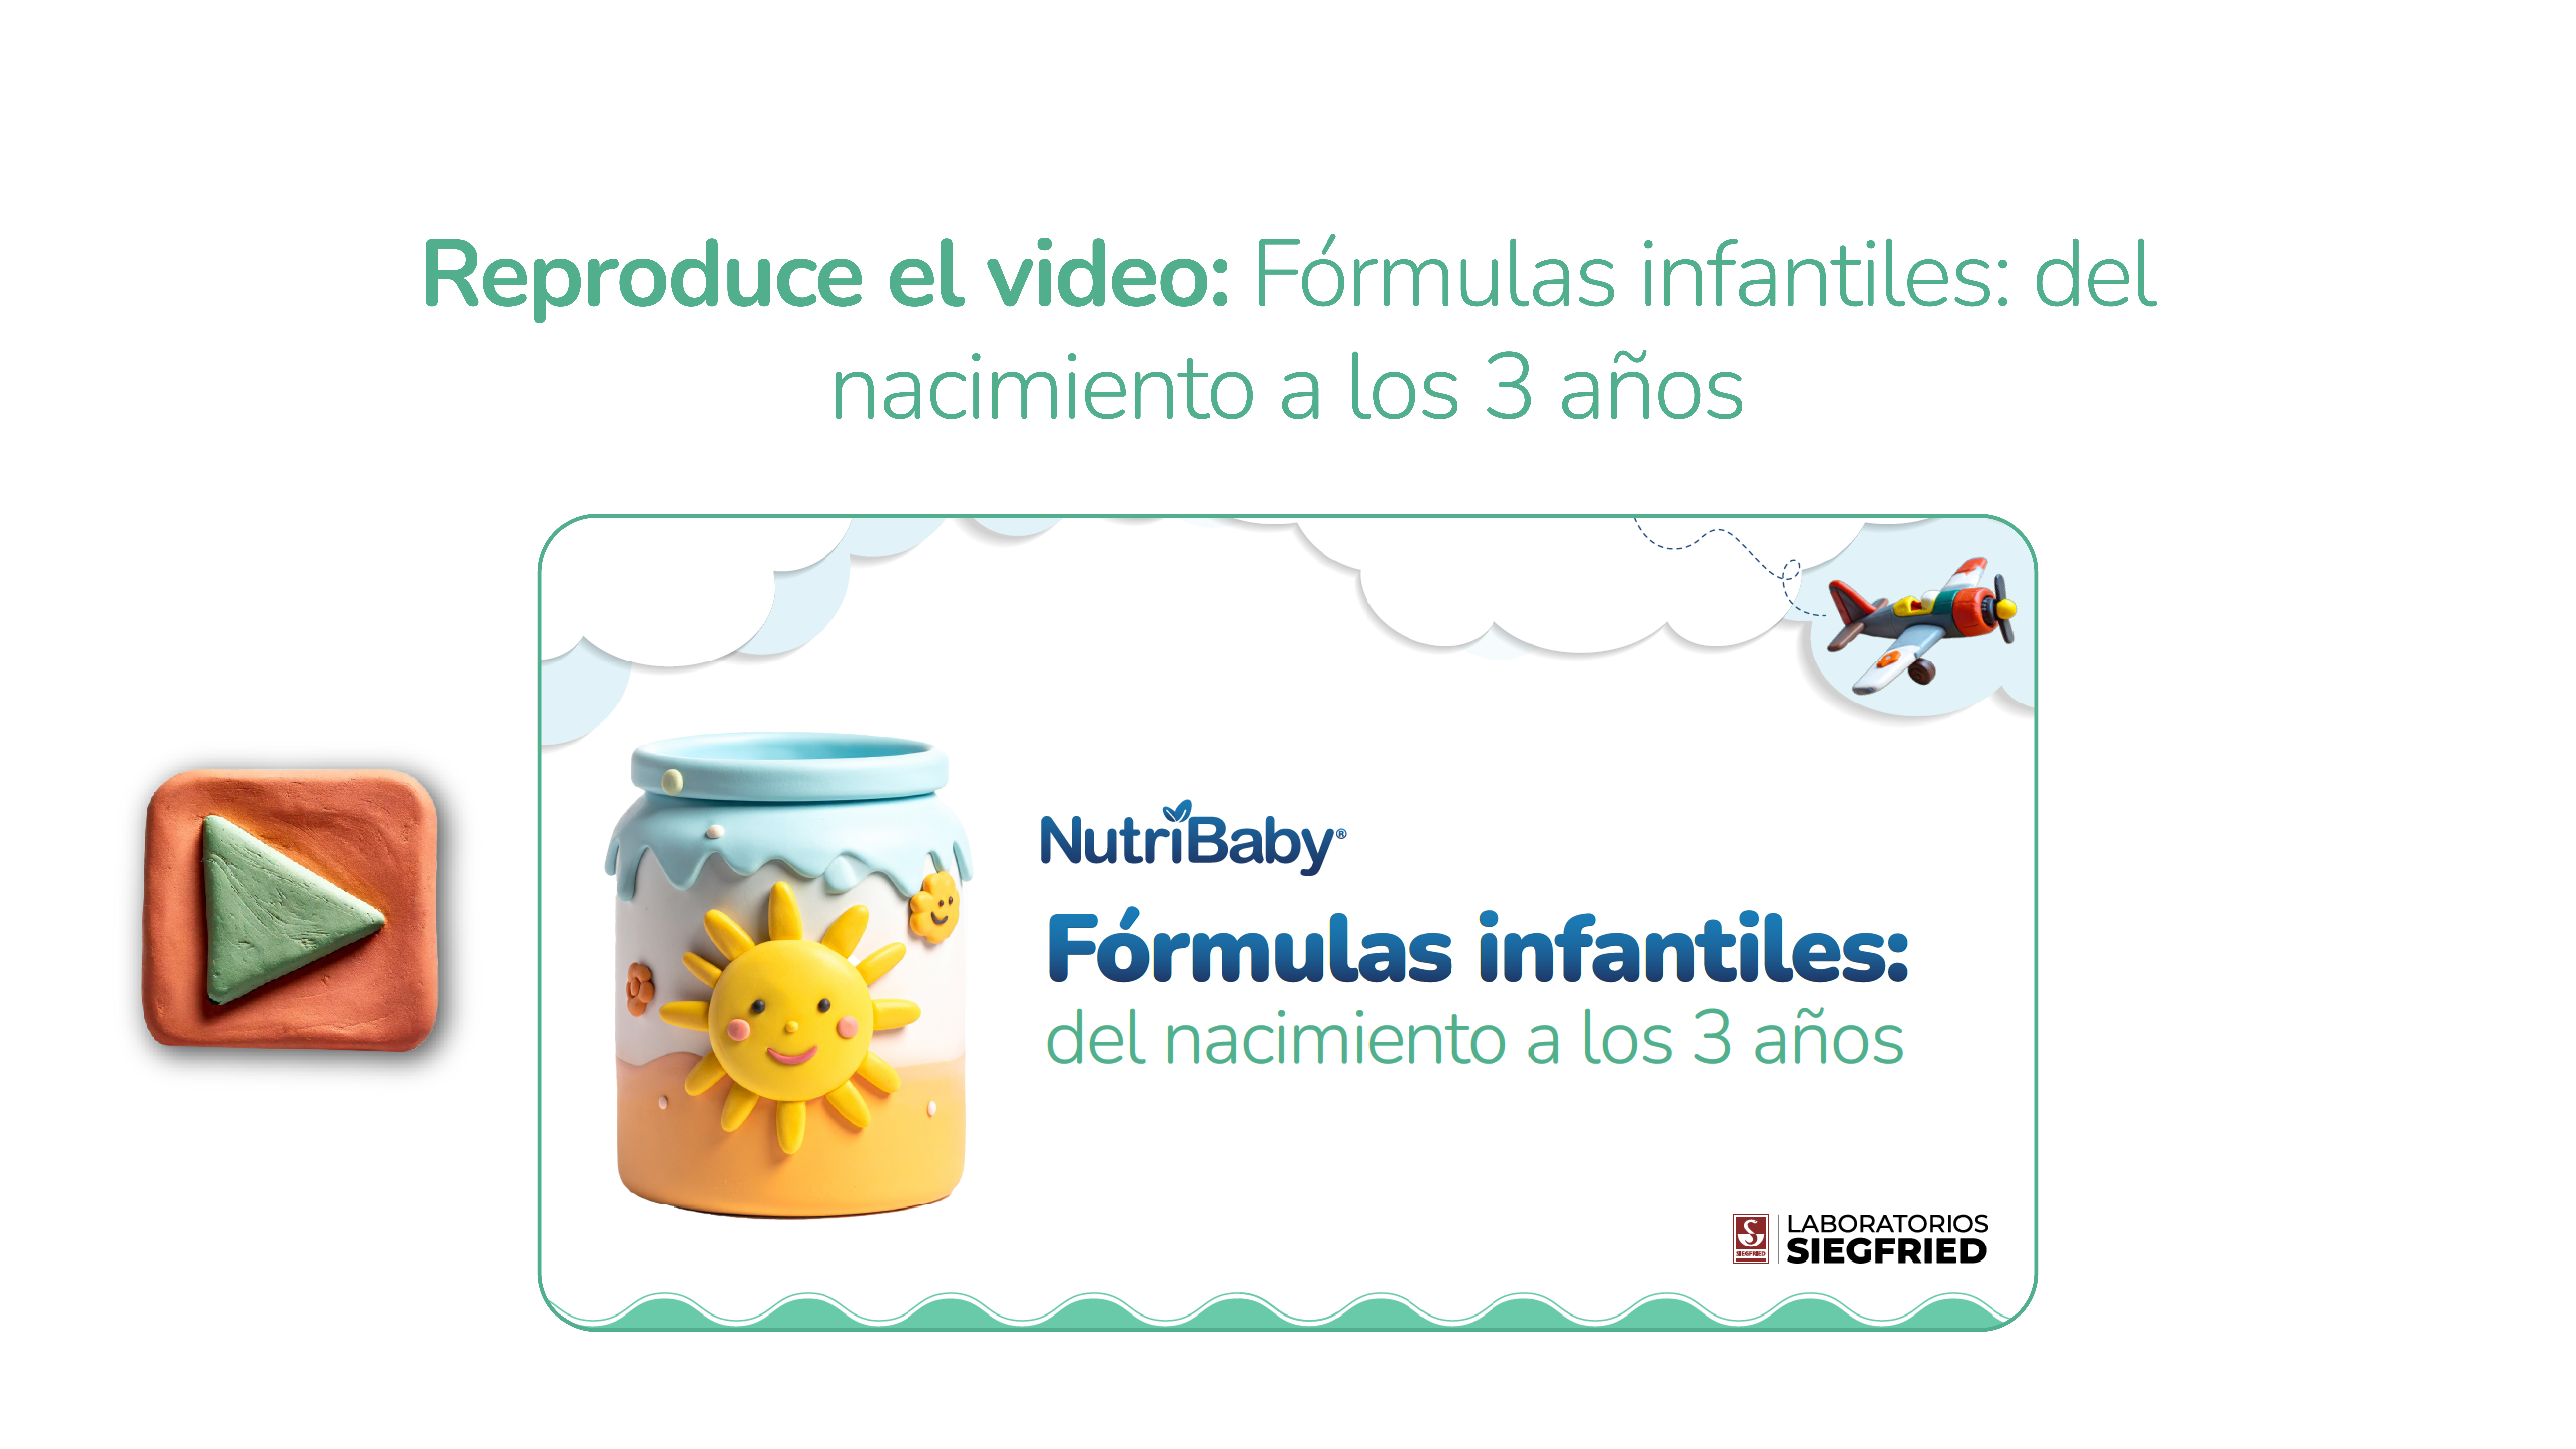 Reproduce el video: Fórmulas infantiles: del
nacimiento a los 3 años
NutriBaby®
Fórmulas infantiles:
del nacimiento a los 3 años
SIEGFRIED
LABORATORIOS
SIEGFRIED